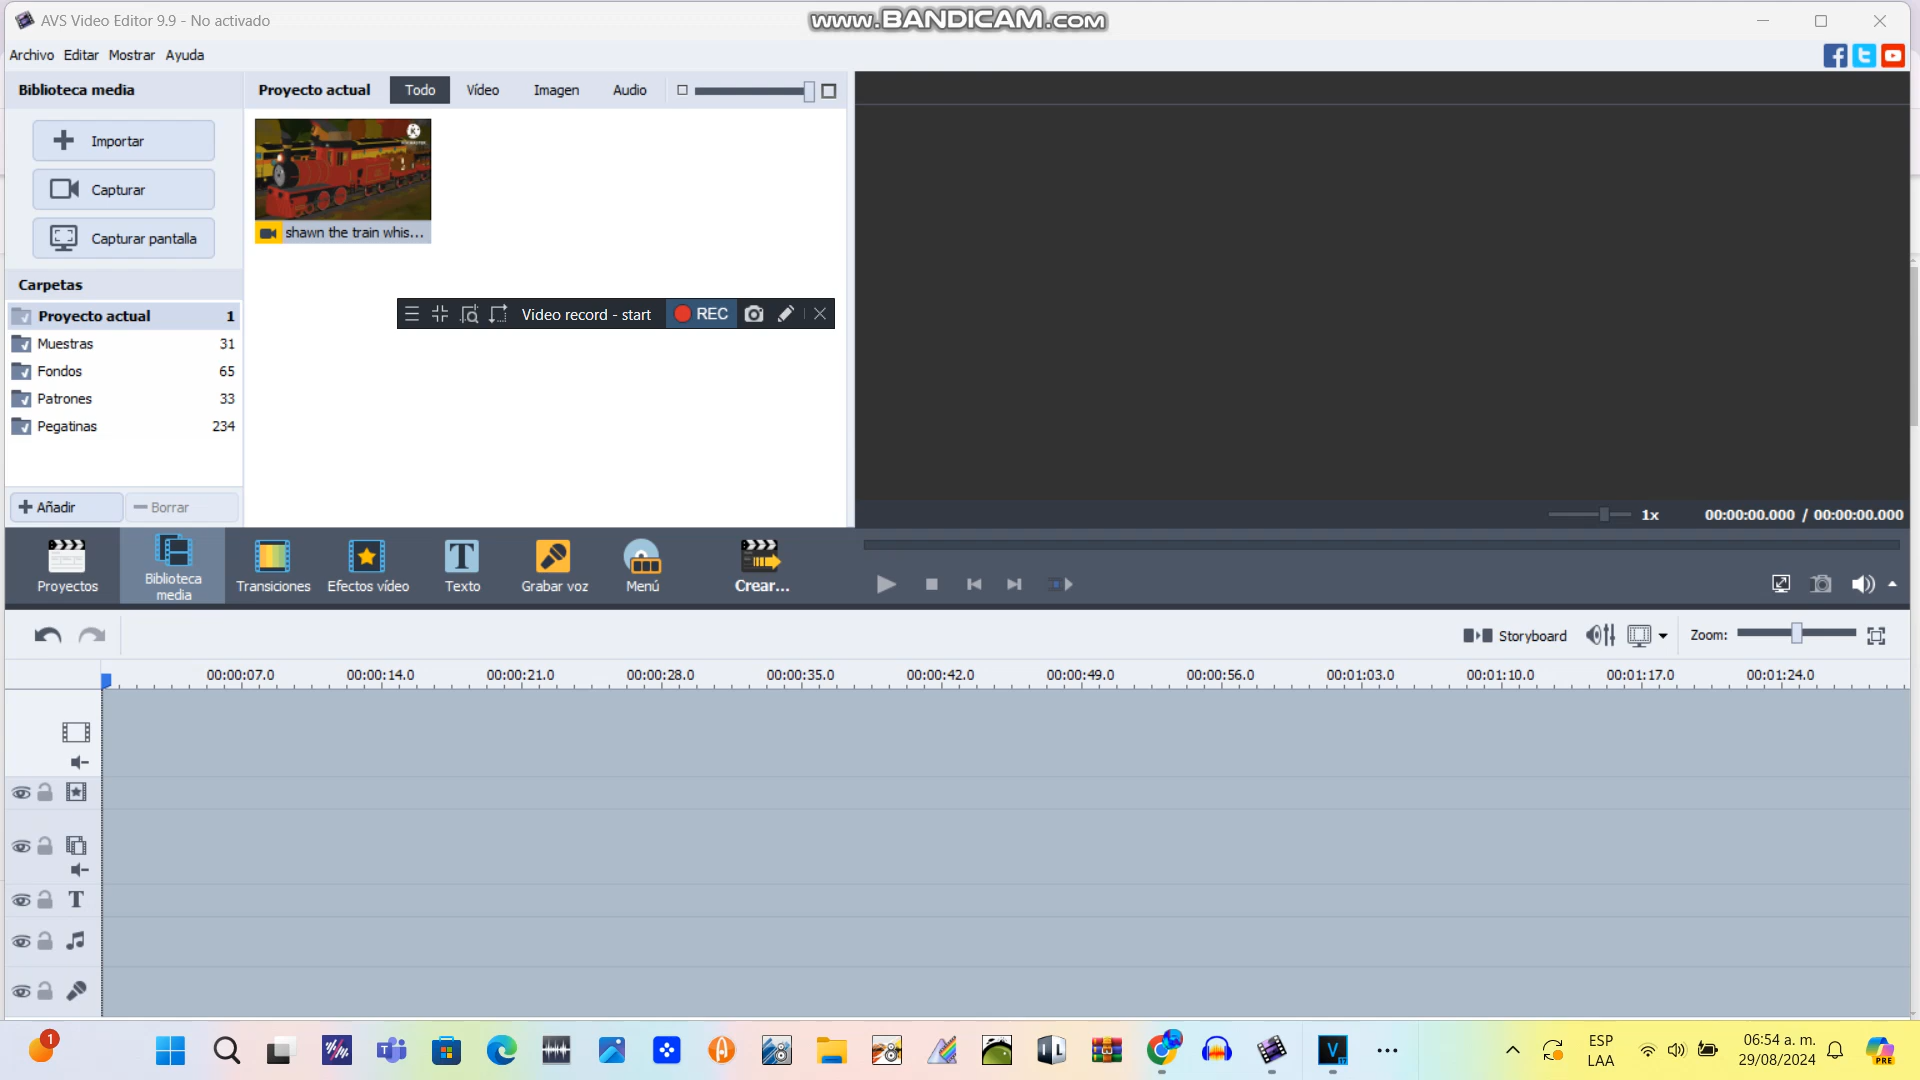 AVS Video Editor 9.9 - No activado
www.BANDICAM.com
Archivo Editar Mostrar Ayuda
Biblioteca media
Proyecto actual Todo Vídeo Imagen Audio
Importar
Capturar
Capturar pantalla
shawn the train whis...
Carpetas
Proyecto actual 1
Muestras 31
Fondos 65
Patrones 33
Pegatinas 234
Video record - start REC
Añadir Borrar
1x 00:00:00.000 / 00:00:00.000
Proyectos Biblioteca media Transiciones Efectos vídeo Texto Grabar voz Menú Crear...
Storyboard Zoom:
00:00:07.0 00:00:14.0 00:00:21.0 00:00:28.0 00:00:35.0 00:00:42.0 00:00:49.0 00:00:56.0 00:01:03.0 00:01:10.0 00:01:17.0 00:01:24.0
1
ESP
LAA
06:54 a. m.
29/08/2024
PRE